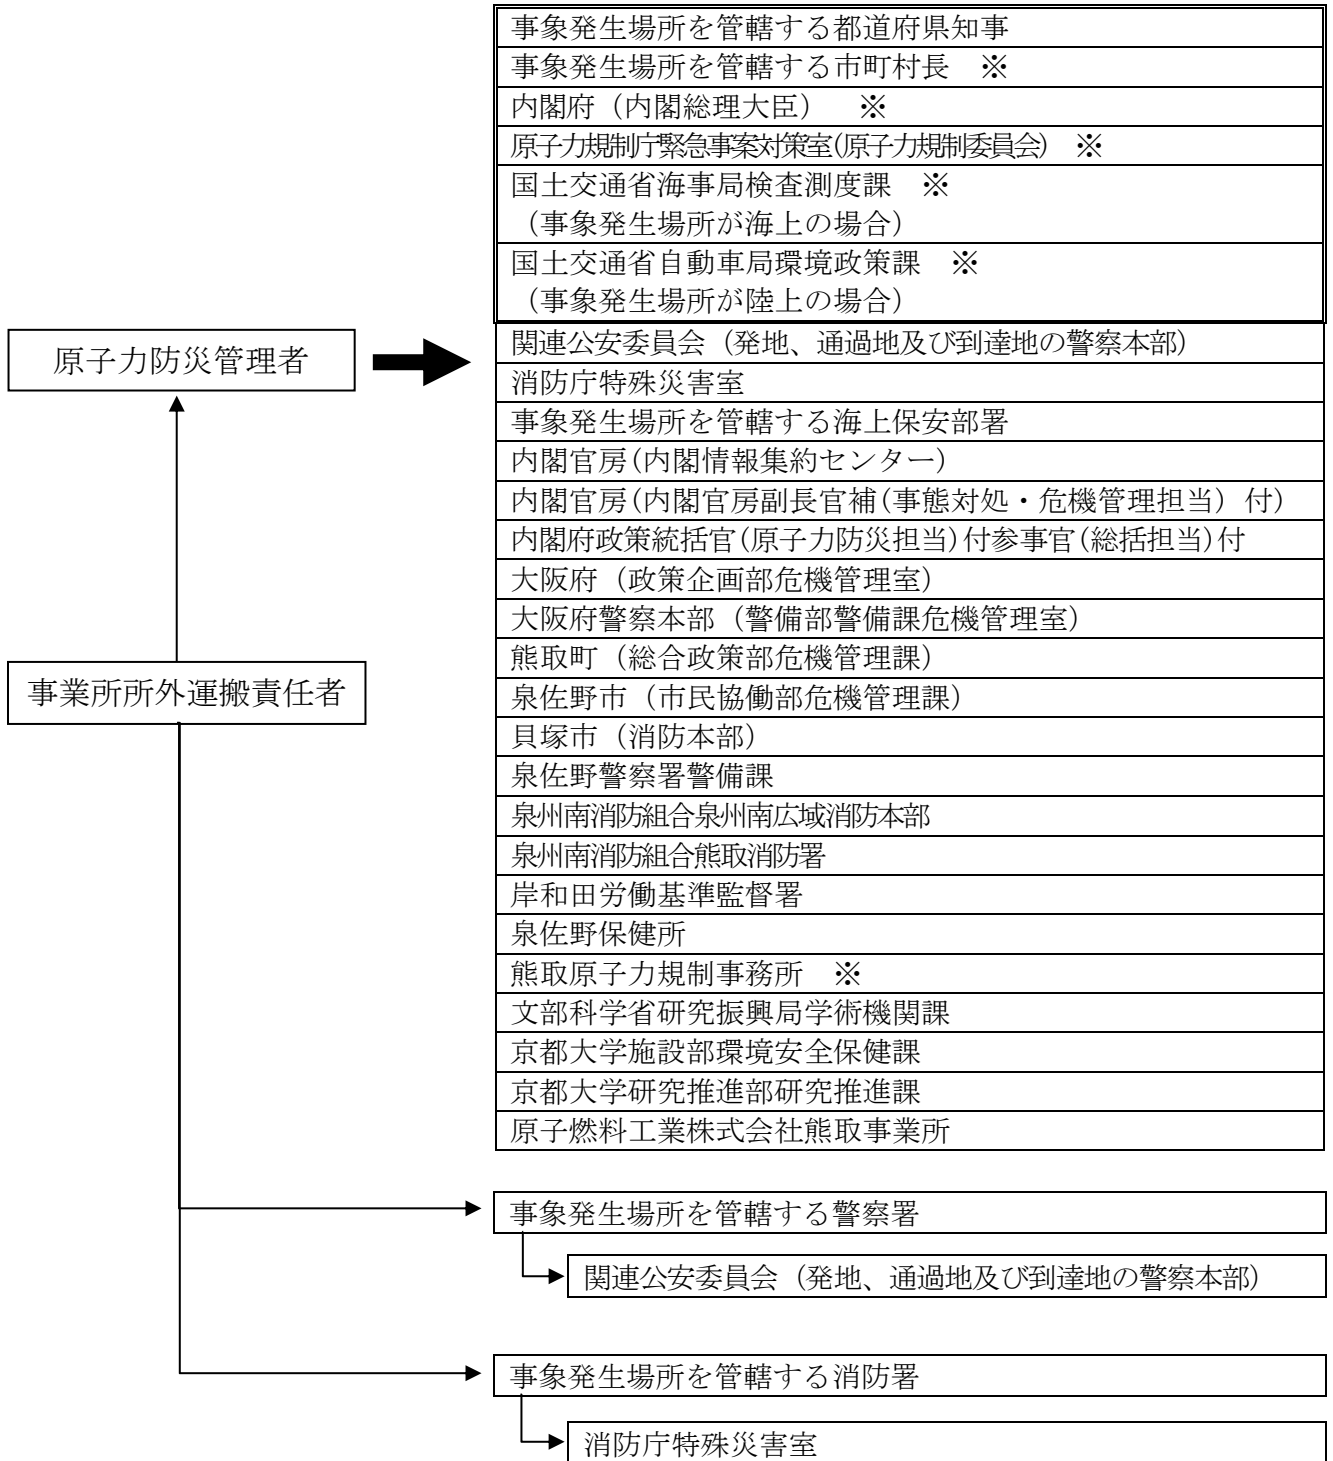 事象発生場所を管轄する都道府県知事
事象発生場所を管轄する市町村長　※
内閣府（内閣総理大臣）　※
原子力規制庁緊急事案対策室(原子力規制委員会)　※
国土交通省海事局検査測度課　※
（事象発生場所が海上の場合）
国土交通省自動車局環境政策課　※
（事象発生場所が陸上の場合）
原子力防災管理者
関連公安委員会（発地、通過地及び到達地の警察本部）
消防庁特殊災害室
事象発生場所を管轄する海上保安部署
内閣官房(内閣情報集約センター)
内閣官房(内閣官房副長官補(事態対処・危機管理担当）付)
内閣府政策統括官(原子力防災担当)付参事官(総括担当)付
大阪府（政策企画部危機管理室）
大阪府警察本部（警備部警備課危機管理室）
熊取町（総合政策部危機管理課）
事業所所外運搬責任者
泉佐野市（市民協働部危機管理課）
貝塚市（消防本部）
泉佐野警察署警備課
泉州南消防組合泉州南広域消防本部
泉州南消防組合熊取消防署
岸和田労働基準監督署
泉佐野保健所
熊取原子力規制事務所　※
文部科学省研究振興局学術機関課
京都大学施設部環境安全保健課
京都大学研究推進部研究推進課
原子燃料工業株式会社熊取事業所
事象発生場所を管轄する警察署
関連公安委員会（発地、通過地及び到達地の警察本部）
事象発生場所を管轄する消防署
消防庁特殊災害室